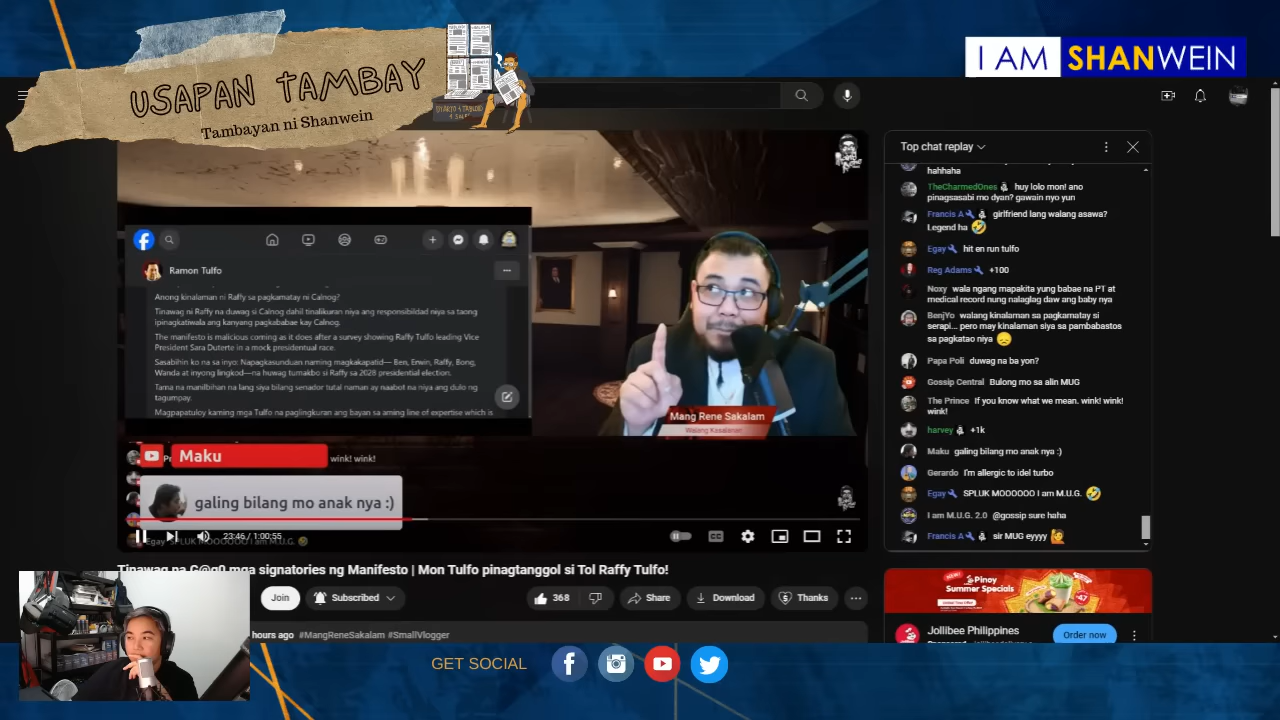 USAPAN TAMBAY
Tambayan ni Shanwein
I AM SHANWEIN
Ramon Tulfo
Anong kinalaman ni Raffy sa pagkamatay ni Calnog?
Tinawag ni Raffy na duwag si Calnog dahil tinalikuran niya ang responsibildad niya sa taong
ipinagkatiwala ang kanyang pagkababae kay Calnog.
The manifesto is malicious coming as it does after a survey showing Raffy Tulfo leading Vice
President Sara Duterte in a mock presidentual race.
Sasabihin ko na sa inyo: Napagkasunduan naming magkakapatid— Ben, Erwin, Raffy, Bong,
Wanda at inyong lingkod—na huwag tumakbo si Raffy sa 2028 presidential election.
Tama na manilbihan na lang siya bilang senador tutal naman ay naabot na niya ang dulo ng
tagumpay.
Magpapatuloy kaming mga Tulfo na paglingkuran ang bayan sa aming line of expertise which is
Mang Rene Sakalam
Walang Kasalanan
wink! wink!
Maku
galing bilang mo anak nya :)
Egay SPLUK MOOOOOO I am M.U.G.
23:46 / 1:00:55
Tinawag na G@g0 mga signatories ng Manifesto | Mon Tulfo pinagtanggol si Tol Raffy Tulfo!
Join
Subscribed
368
Share
Download
Thanks
hours ago #MangReneSakalam #SmallVlogger
Top chat replay
hahhaha
TheCharmedOnes huy lolo mon! ano
pinagsasabi mo dyan? gawain nyo yun
Francis A girlfriend lang walang asawa?
Legend ha
Egay hit en run tulfo
Reg Adams +100
Noxy wala ngang mapakita yung babae na PT at
medical record nung nalaglag daw ang baby nya
BenjYo walang kinalaman sa pagkamatay si
serapi... pero may kinalaman siya sa pambabastos
sa pagkatao niya
Papa Poli duwag na ba yon?
Gossip Central Bulong mo sa alin MUG
The Prince If you know what we mean. wink! wink!
wink!
harvey +1k
Maku galing bilang mo anak nya :)
Gerardo I'm allergic to idel turbo
Egay SPLUK MOOOOOO I am M.U.G.
I am M.U.G. 2.0 @gossip sure haha
Francis A sir MUG eyyyy
Pinoy
Summer Specials
₱47
Jollibee Philippines
Order now
GET SOCIAL